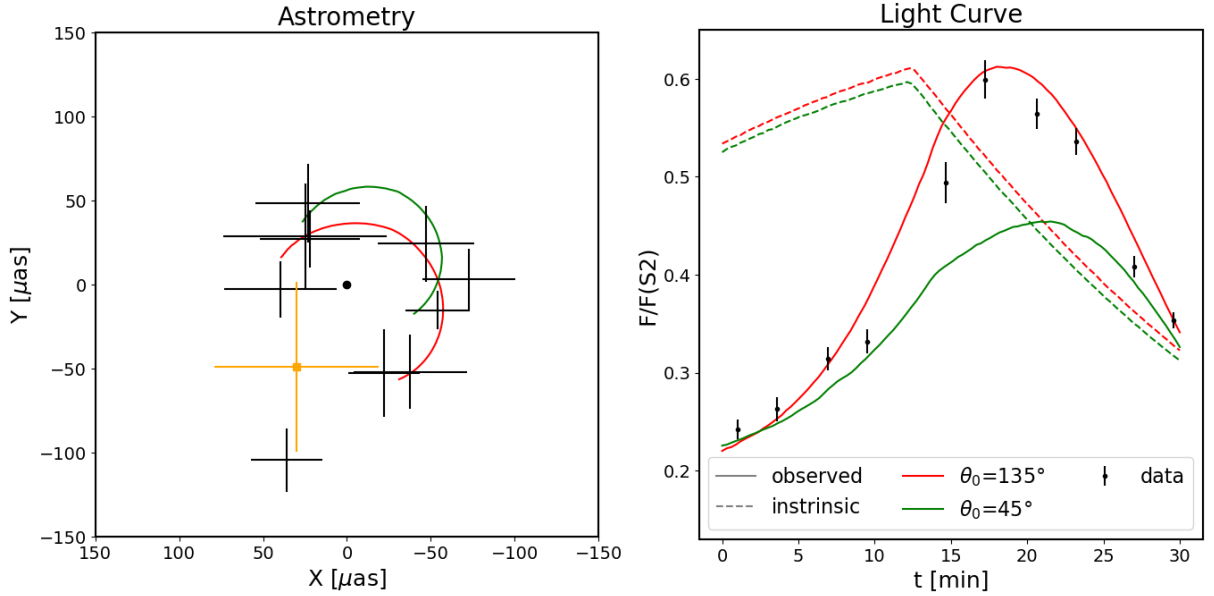 Astrometry
150
100
50
0
−50
−100
−150
150
100
50
0
−50
−100
−150
Y [μas]
X [μas]
Light Curve
0.6
0.5
0.4
0.3
0.2
0
5
10
15
20
25
30
F/F(S2)
t [min]
observed
instrinsic
θ₀=135°
θ₀=45°
data